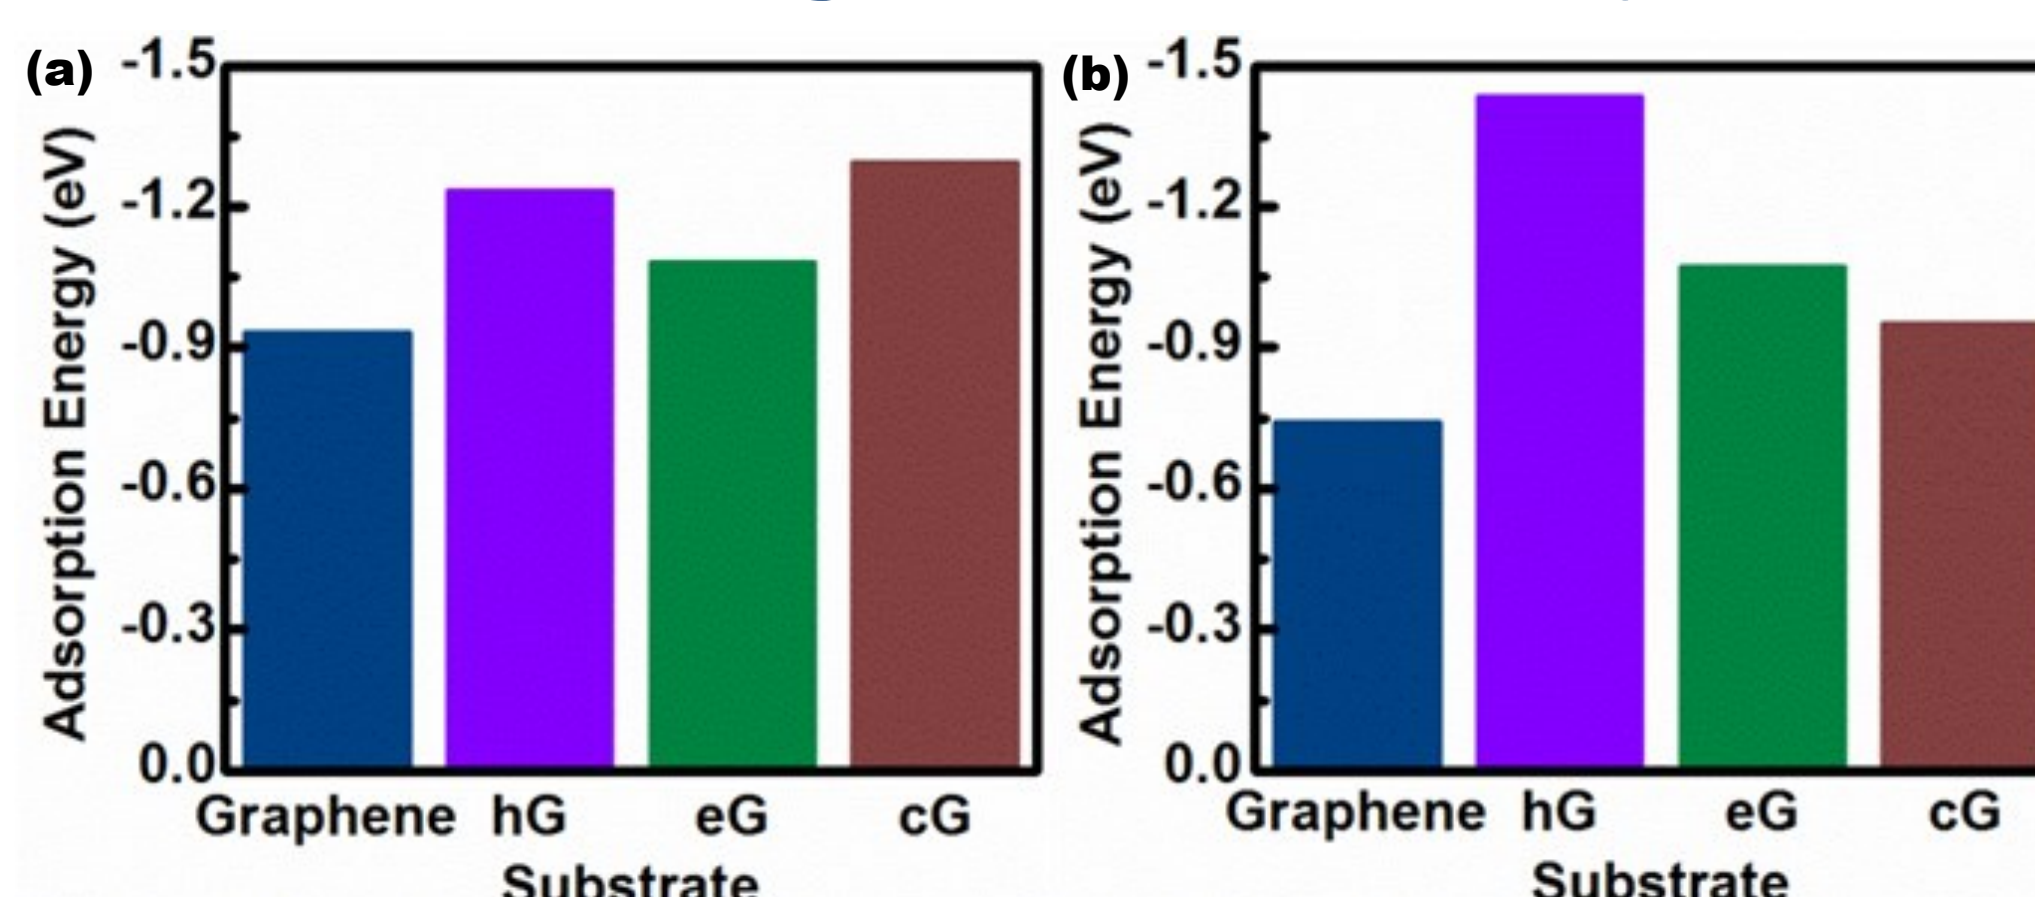 (a)
Adsorption Energy (eV)
-1.5
-1.2
-0.9
-0.6
-0.3
0.0
Graphene hG eG cG
Substrate
(b)
Adsorption Energy (eV)
-1.5
-1.2
-0.9
-0.6
-0.3
0.0
Graphene hG eG cG
Substrate